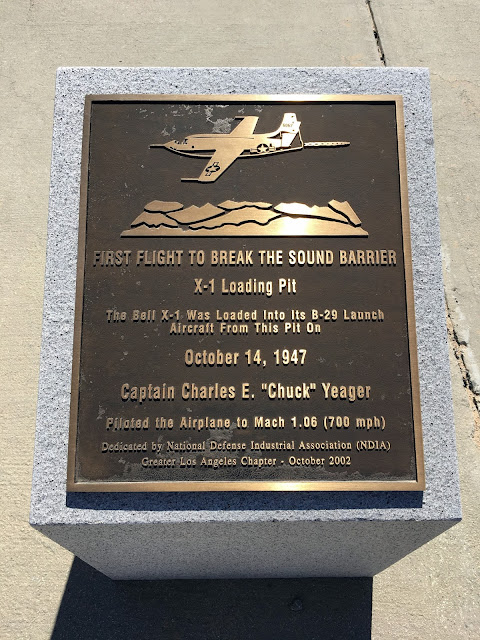 FIRST FLIGHT TO BREAK THE SOUND BARRIER
X-1 Loading Pit
The Bell X-1 Was Loaded Into Its B-29 Launch
Aircraft From This Pit On
October 14, 1947
Captain Charles E. "Chuck" Yeager
Piloted the Airplane to Mach 1.06 (700 mph)
Dedicated by National Defense Industrial Association (NDIA)
Greater Los Angeles Chapter - October 2002